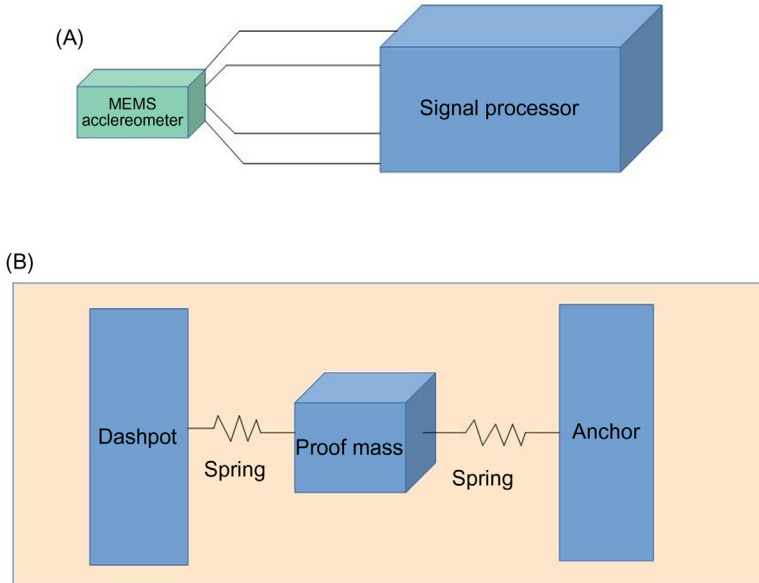 (A)
MEMS
acclereometer
Signal processor
(B)
Dashpot
Spring
Proof mass
Spring
Anchor